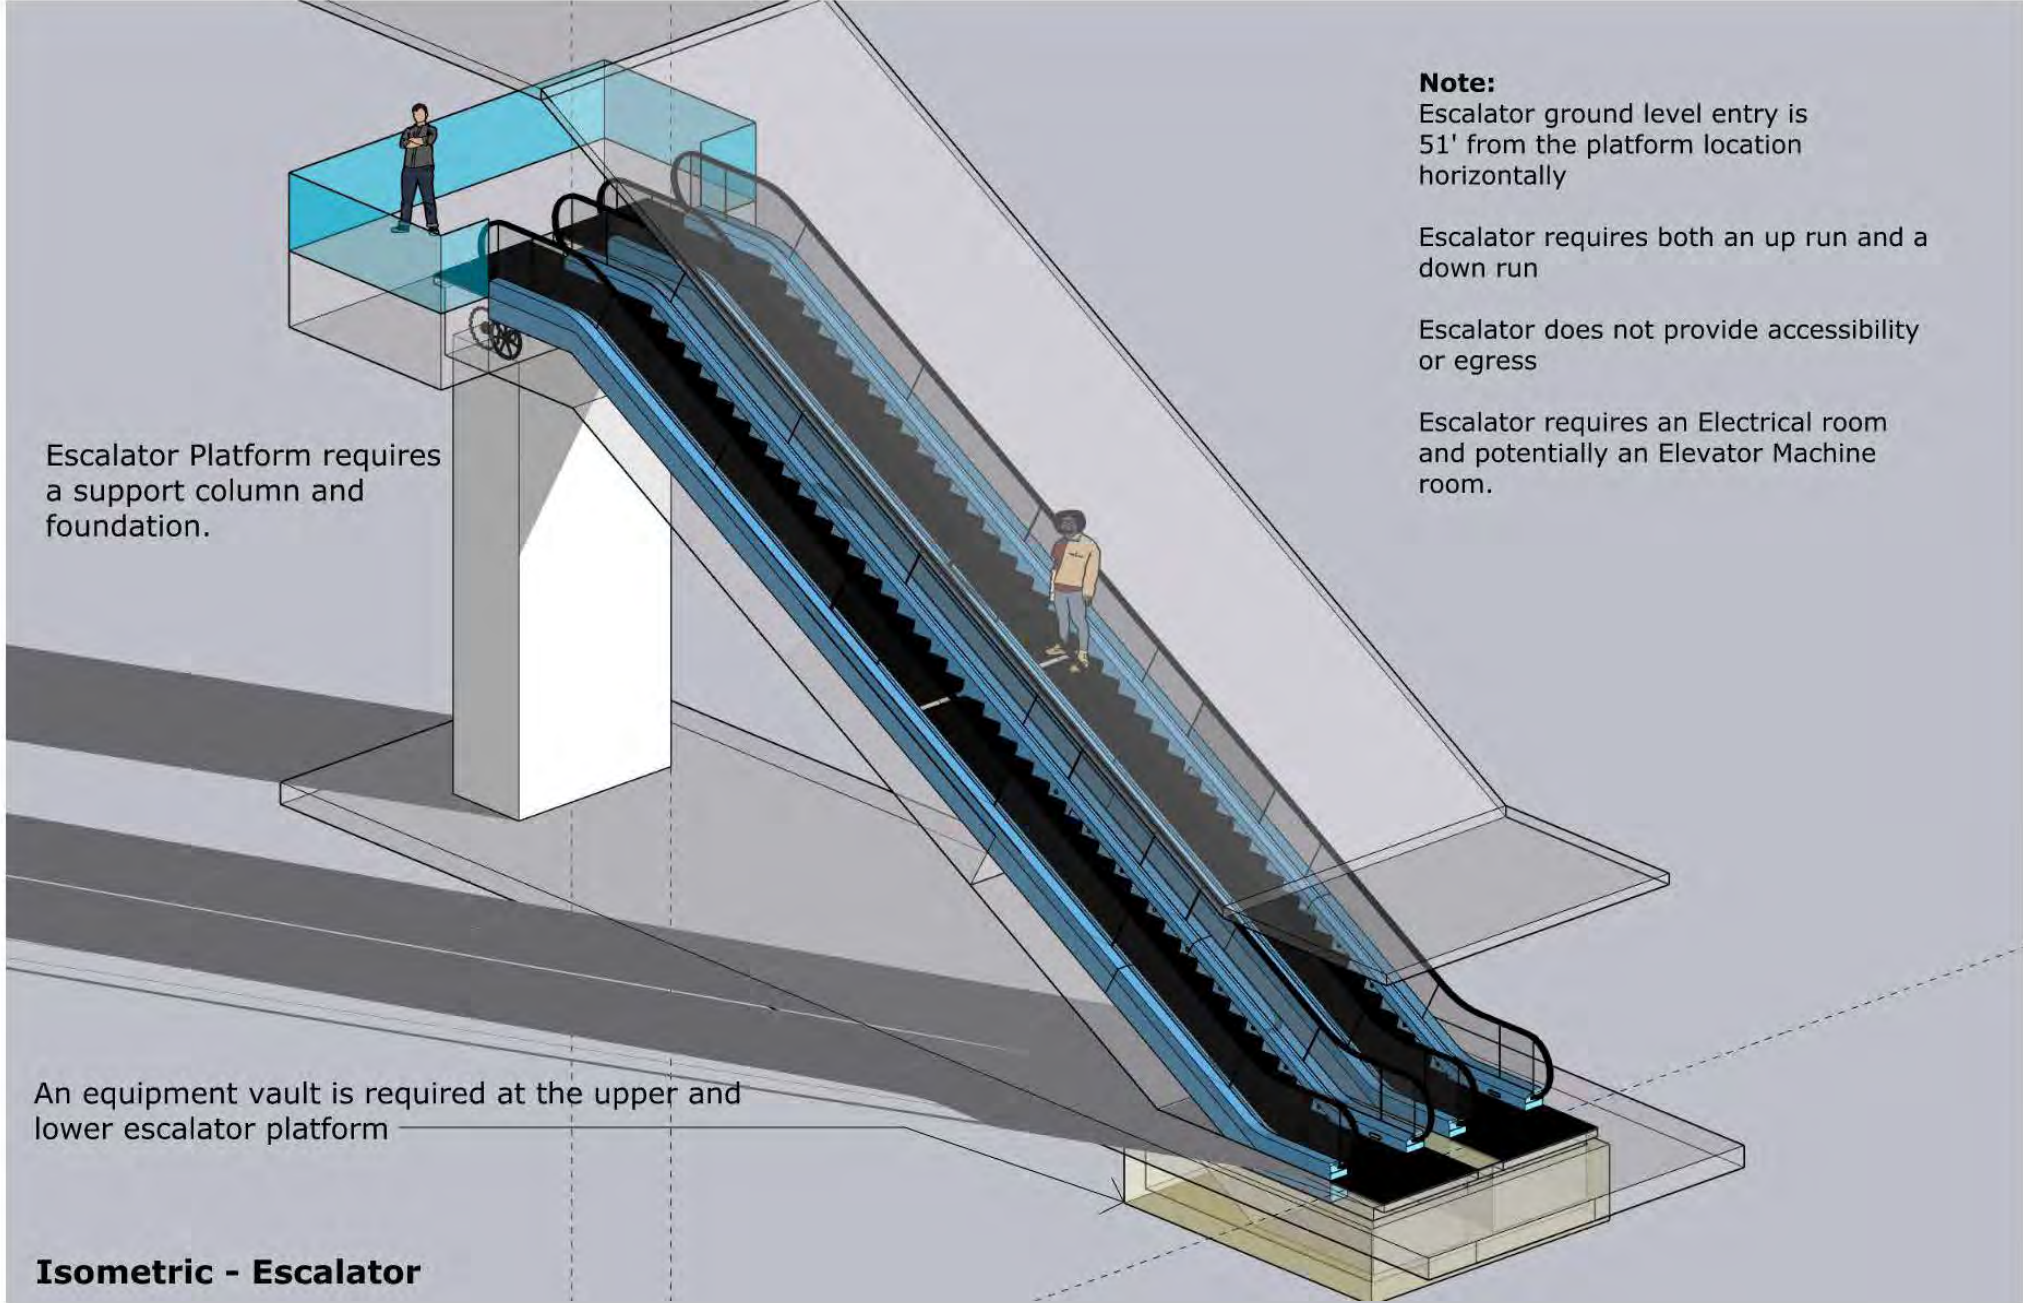 Note:
Escalator ground level entry is
51' from the platform location
horizontally
Escalator requires both an up run and a
down run
Escalator does not provide accessibility
or egress
Escalator requires an Electrical room
and potentially an Elevator Machine
room.
Escalator Platform requires
a support column and
foundation.
An equipment vault is required at the upper and
lower escalator platform
Isometric - Escalator